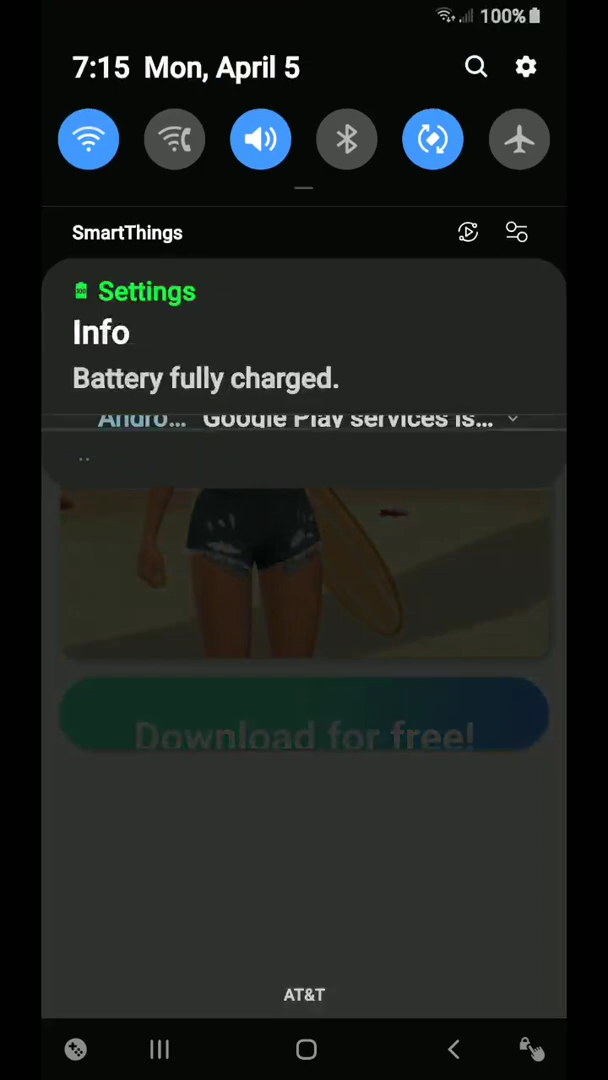 100%
7:15 Mon, April 5
SmartThings
Settings
Info
Battery fully charged.
Andro... Google Play services is...
Download for free!
AT&T